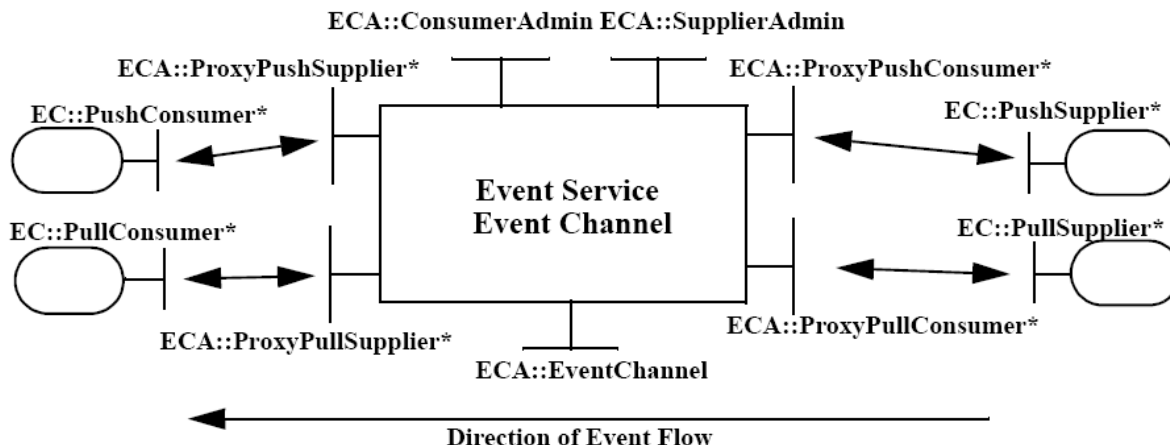 ECA::ConsumerAdmin ECA::SupplierAdmin
ECA::ProxyPushSupplier*
ECA::ProxyPushConsumer*
EC::PushConsumer*
EC::PushSupplier*
Event Service
Event Channel
EC::PullConsumer*
EC::PullSupplier*
ECA::ProxyPullSupplier*
ECA::ProxyPullConsumer*
ECA::EventChannel
Direction of Event Flow